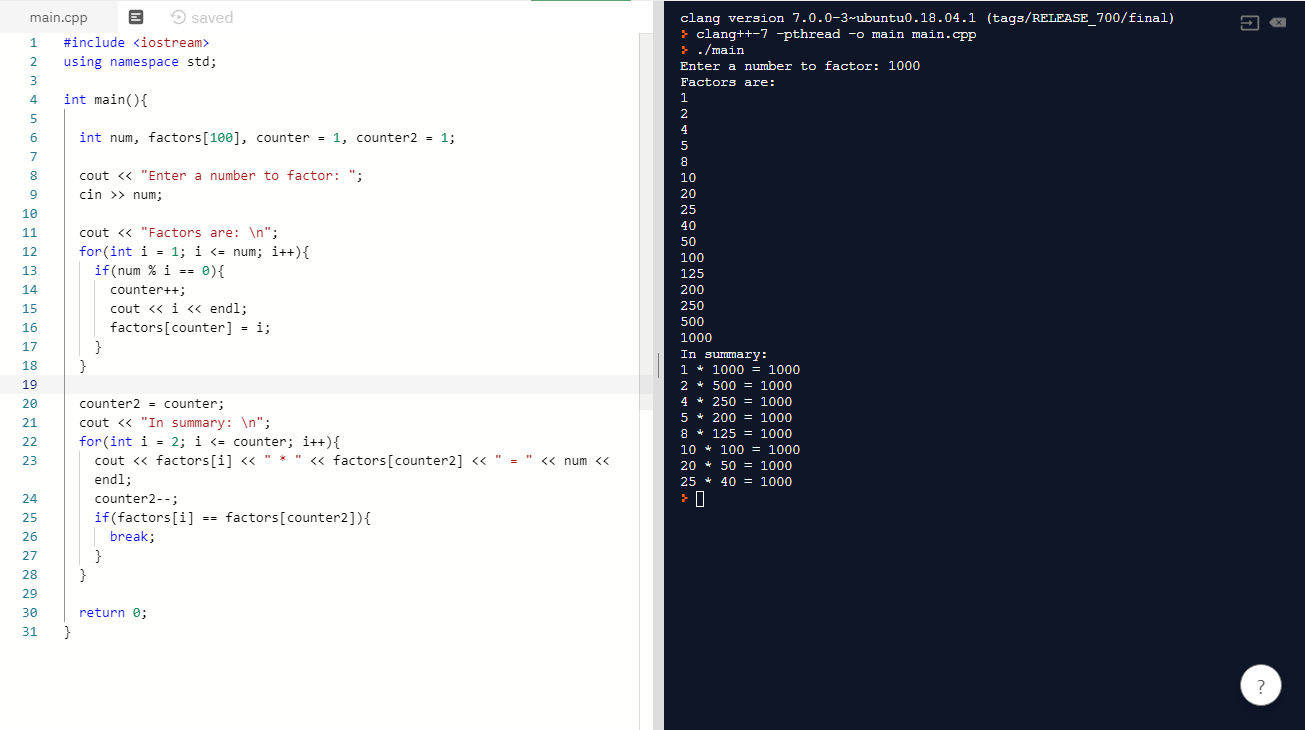 main.cpp saved
1 #include <iostream>
2 using namespace std;
3
4 int main(){
5
6 int num, factors[100], counter = 1, counter2 = 1;
7
8 cout << "Enter a number to factor: ";
9 cin >> num;
10
11 cout << "Factors are: \n";
12 for(int i = 1; i <= num; i++){
13 if(num % i == 0){
14 counter++;
15 cout << i << endl;
16 factors[counter] = i;
17 }
18 }
19
20 counter2 = counter;
21 cout << "In summary: \n";
22 for(int i = 2; i <= counter; i++){
23 cout << factors[i] << " * " << factors[counter2] << " = " << num <<
endl;
24 counter2--;
25 if(factors[i] == factors[counter2]){
26 break;
27 }
28 }
29
30 return 0;
31 }
clang version 7.0.0-3~ubuntu0.18.04.1 (tags/RELEASE_700/final)
clang++-7 -pthread -o main main.cpp
./main
Enter a number to factor: 1000
Factors are:
1
2
4
5
8
10
20
25
40
50
100
125
200
250
500
1000
In summary:
1 * 1000 = 1000
2 * 500 = 1000
4 * 250 = 1000
5 * 200 = 1000
8 * 125 = 1000
10 * 100 = 1000
20 * 50 = 1000
25 * 40 = 1000
?